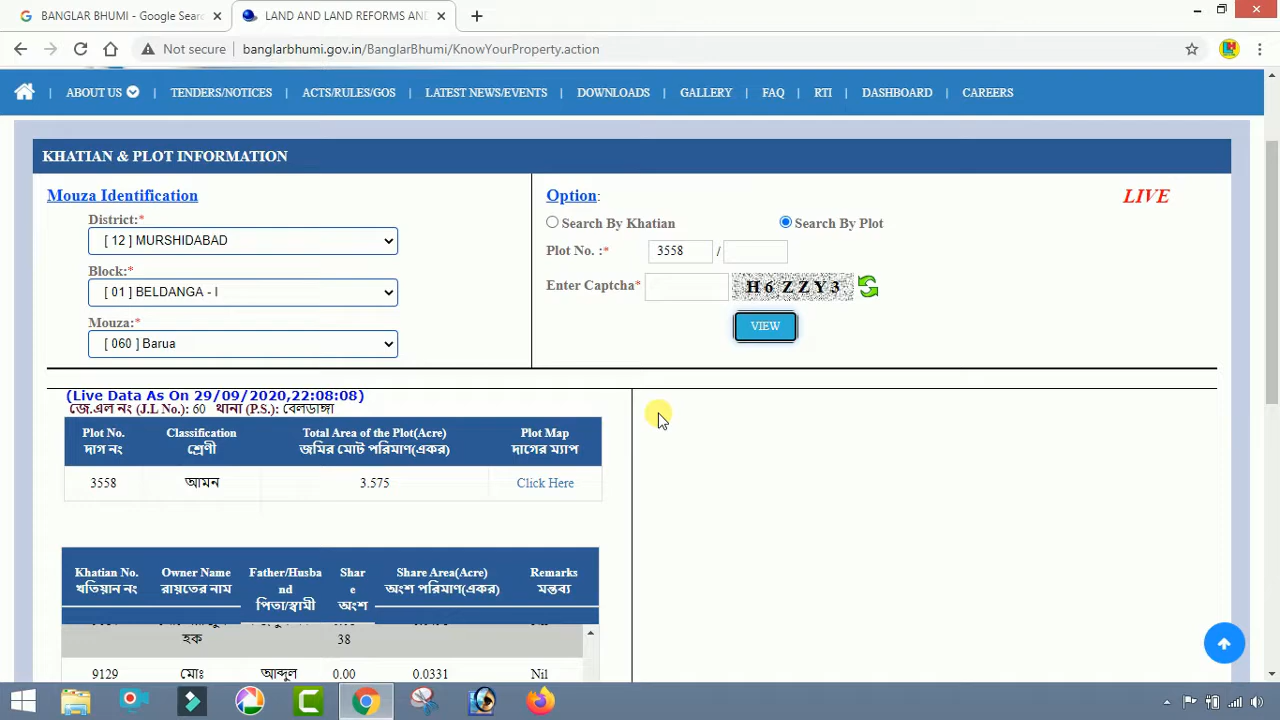 BANGLAR BHUMI - Google Sear
LAND AND LAND REFORMS AND
Not secure banglarbhumi.gov.in/BanglarBhumi/KnowYourProperty.action
ABOUT US | TENDERS/NOTICES | ACTS/RULES/GOS | LATEST NEWS/EVENTS | DOWNLOADS | GALLERY | FAQ | RTI | DASHBOARD | CAREERS
KHATIAN & PLOT INFORMATION
Mouza Identification
District:*
[ 12 ] MURSHIDABAD
Block:*
[ 01 ] BELDANGA - I
Mouza:*
[ 060 ] Barua
Option:
LIVE
Search By Khatian Search By Plot
Plot No. :* 3558 /
Enter Captcha* H6ZZY3
VIEW
(Live Data As On 29/09/2020,22:08:08)
জে.এল নং (J.L No.): 60 থানা (P.S.): বেলডাঙ্গা
Plot No. Classification Total Area of the Plot(Acre) Plot Map
দাগ নং শ্রেণী জমির মোট পরিমাণ(একর) দাগের ম্যাপ
3558 আমন 3.575 Click Here
Khatian No. Owner Name Father/Husba Shar Share Area(Acre) Remarks
খতিয়ান নং রায়তের নাম nd e অংশ পরিমাণ(একর) মন্তব্য
পিতা/স্বামী অংশ
হক 38
9129 মোঃ আব্দুল 0.00 0.0331 Nil